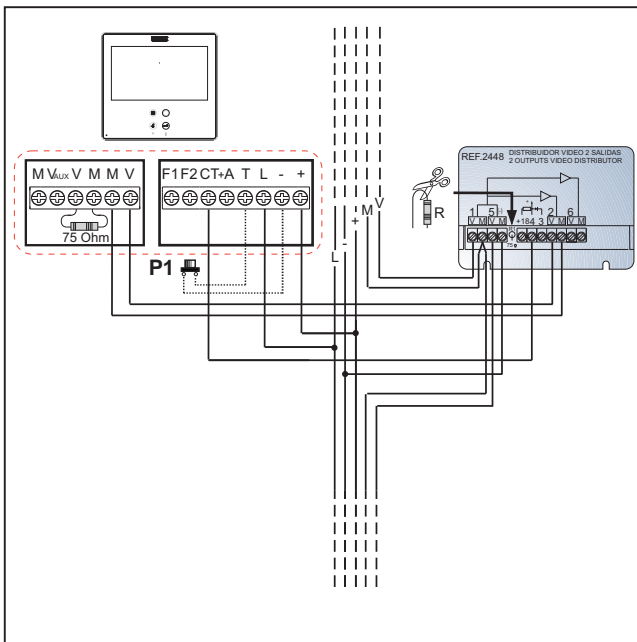 REF.2448
DISTRIBUIDOR VIDEO 2 SALIDAS
2 OUTPUTS VIDEO DISTRIBUTOR
M VAUX V M M V
F1 F2 CT +A T L - +
75 Ohm
P1
L
-
+
M
V
R
1 5 (-) +18 4 3 2 6
V M V M V M V M
75